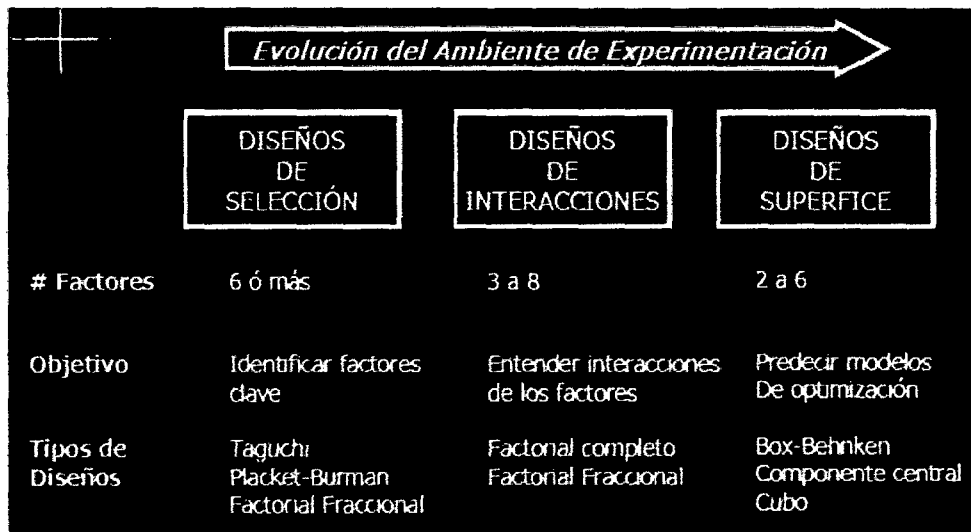 Evolución del Ambiente de Experimentación
DISEÑOS
DE
SELECCIÓN
DISEÑOS
DE
INTERACCIONES
DISEÑOS
DE
SUPERFICE
# Factores 6 ó más 3 a 8 2 a 6
Objetivo Identificar factores Entender interacciones Predecir modelos
clave de los factores De optimización
Tipos de Taguchi Factorial completo Box-Behnken
Diseños Placket-Burman Factorial Fraccional Componente central
Factorial Fraccional Cubo